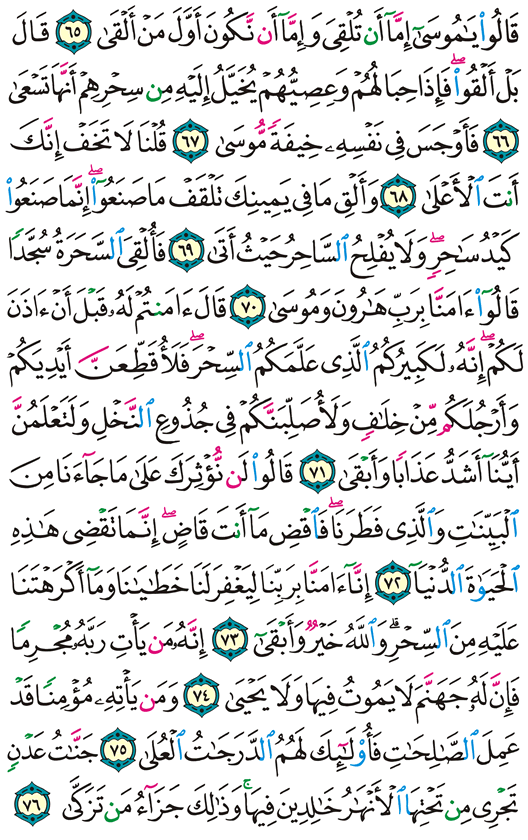 قَالُوا۟ يَـٰمُوسَىٰٓ إِمَّآ أَن تُلْقِىَ وَإِمَّآ أَن نَّكُونَ أَوَّلَ مَنْ أَلْقَىٰ ٦٥ قَالَ
بَلْ أَلْقُوا۟ ۖ فَإِذَا حِبَالُهُمْ وَعِصِيُّهُمْ يُخَيَّلُ إِلَيْهِ مِن سِحْرِهِمْ أَنَّهَا تَسْعَىٰ
٦٦ فَأَوْجَسَ فِى نَفْسِهِۦ خِيفَةً مُّوسَىٰ ٦٧ قُلْنَا لَا تَخَفْ إِنَّكَ
أَنتَ ٱلْأَعْلَىٰ ٦٨ وَأَلْقِ مَا فِى يَمِينِكَ تَلْقَفْ مَا صَنَعُوٓا۟ ۖ إِنَّمَا صَنَعُوا۟
كَيْدُ سَـٰحِرٍ ۖ وَلَا يُفْلِحُ ٱلسَّاحِرُ حَيْثُ أَتَىٰ ٦٩ فَأُلْقِىَ ٱلسَّحَرَةُ سُجَّدًا
قَالُوٓا۟ ءَامَنَّا بِرَبِّ هَـٰرُونَ وَمُوسَىٰ ٧٠ قَالَ ءَامَنتُمْ لَهُۥ قَبْلَ أَنْ ءَاذَنَ
لَكُمْ ۖ إِنَّهُۥ لَكَبِيرُكُمُ ٱلَّذِى عَلَّمَكُمُ ٱلسِّحْرَ ۖ فَلَأُقَطِّعَنَّ أَيْدِيَكُمْ
وَأَرْجُلَكُم مِّنْ خِلَـٰفٍ وَلَأُصَلِّبَنَّكُمْ فِى جُذُوعِ ٱلنَّخْلِ وَلَتَعْلَمُنَّ
أَيُّنَآ أَشَدُّ عَذَابًا وَأَبْقَىٰ ٧١ قَالُوا۟ لَن نُّؤْثِرَكَ عَلَىٰ مَا جَآءَنَا مِنَ
ٱلْبَيِّنَـٰتِ وَٱلَّذِى فَطَرَنَا ۖ فَٱقْضِ مَآ أَنتَ قَاضٍ ۖ إِنَّمَا تَقْضِى هَـٰذِهِ
ٱلْحَيَوٰةَ ٱلدُّنْيَآ ٧٢ إِنَّآ ءَامَنَّا بِرَبِّنَا لِيَغْفِرَ لَنَا خَطَـٰيَـٰنَا وَمَآ أَكْرَهْتَنَا
عَلَيْهِ مِنَ ٱلسِّحْرِ ۗ وَٱللَّهُ خَيْرٌ وَأَبْقَىٰٓ ٧٣ إِنَّهُۥ مَن يَأْتِ رَبَّهُۥ مُجْرِمًا
فَإِنَّ لَهُۥ جَهَنَّمَ لَا يَمُوتُ فِيهَا وَلَا يَحْيَىٰ ٧٤ وَمَن يَأْتِهِۦ مُؤْمِنًا قَدْ
عَمِلَ ٱلصَّـٰلِحَـٰتِ فَأُو۟لَـٰٓئِكَ لَهُمُ ٱلدَّرَجَـٰتُ ٱلْعُلَىٰ ٧٥ جَنَّـٰتُ عَدْنٍ
تَجْرِى مِن تَحْتِهَا ٱلْأَنْهَـٰرُ خَـٰلِدِينَ فِيهَا ۚ وَذَٰلِكَ جَزَآءُ مَن تَزَكَّىٰ ٧٦